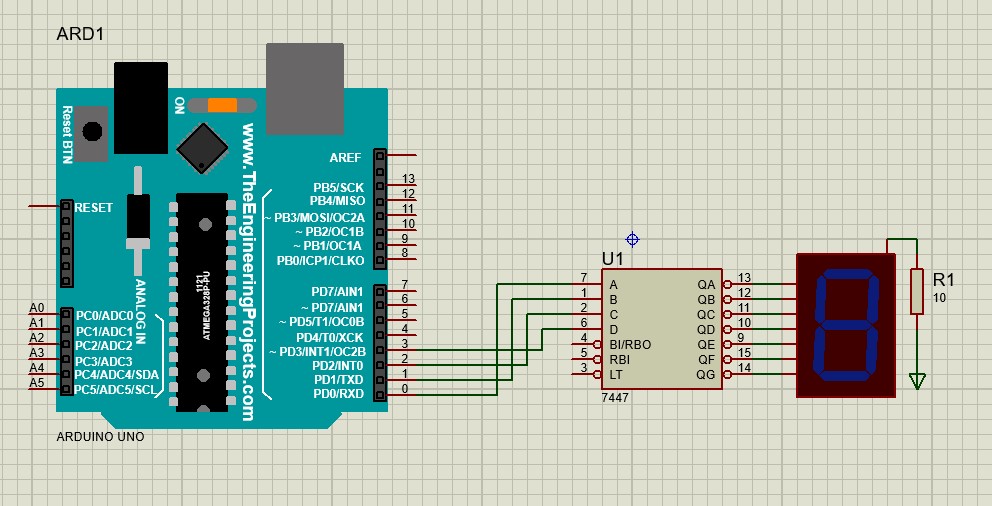 ARD1
ARDUINO UNO
Reset BTN
ON
www.TheEngineeringProjects.com
RESET
ANALOG IN
1121
ATMEGA328P-PU
A0 PC0/ADC0
A1 PC1/ADC1
A2 PC2/ADC2
A3 PC3/ADC3
A4 PC4/ADC4/SDA
A5 PC5/ADC5/SCL
AREF
PB5/SCK 13
PB4/MISO 12
~ PB3/MOSI/OC2A 11
~ PB2/OC1B 10
~ PB1/OC1A 9
PB0/ICP1/CLKO 8
PD7/AIN1 7
~ PD7/AIN1 6
~ PD5/T1/OC0B 5
PD4/T0/XCK 4
~ PD3/INT1/OC2B 3
PD2/INT0 2
PD1/TXD 1
PD0/RXD 0
U1
7 A QA 13
1 B QB 12
2 C QC 11
6 D QD 10
4 BI/RBO QE 9
5 RBI QF 15
3 LT QG 14
7447
R1
10